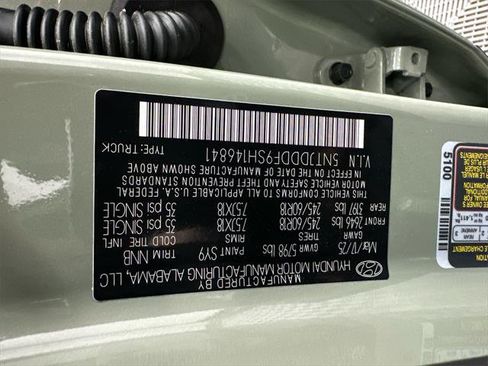 MANUFACTURED BY
HYUNDAI MOTOR MANUFACTURING ALABAMA, LLC
PAINT SY9 TRIM NNB
GVWR 5798 lbs
GAWR TIRES RIMS COLD TIRE INF.
FRONT 2646 lbs 245/60R18 7.5JX18 35 psi SINGLE
245/60R18 7.5JX18 35 psi SINGLE
REAR
THIS VEHICLE CONFORMS TO ALL APPLICABLE U.S. FEDERAL
MOTOR VEHICLE SAFETY AND THEFT PREVENTION STANDARDS
IN EFFECT ON THE DATE OF MANUFACTURE SHOWN ABOVE
V.I.N 5NTJDDDF9SH146841 TYPE: TRUCK
5100